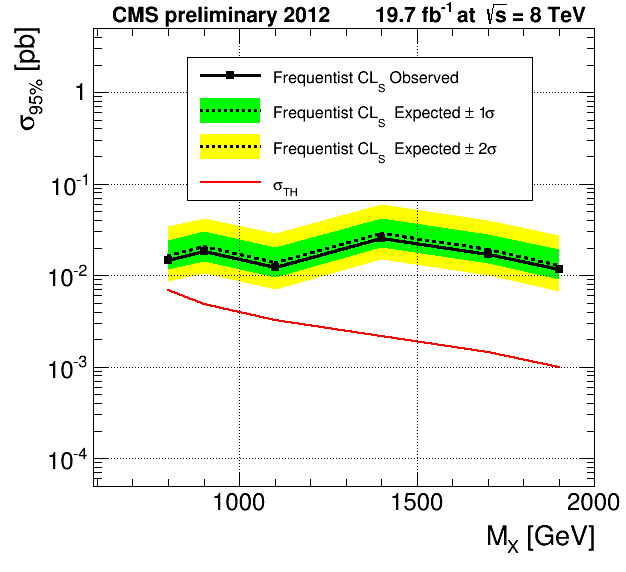 CMS preliminary 2012 19.7 fb⁻¹ at √s = 8 TeV
σ95% [pb]
1
10⁻¹
10⁻²
10⁻³
10⁻⁴
Frequentist CLS Observed
Frequentist CLS Expected ± 1σ
Frequentist CLS Expected ± 2σ
σTH
1000 1500 2000
MX [GeV]